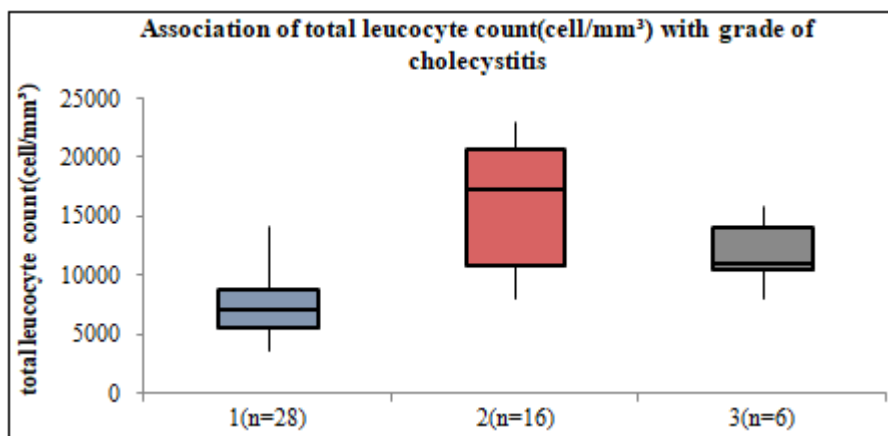 Association of total leucocyte count(cell/mm³) with grade of
cholecystitis
total leucocyte count(cell/mm³)
25000
20000
15000
10000
5000
0
1(n=28)
2(n=16)
3(n=6)